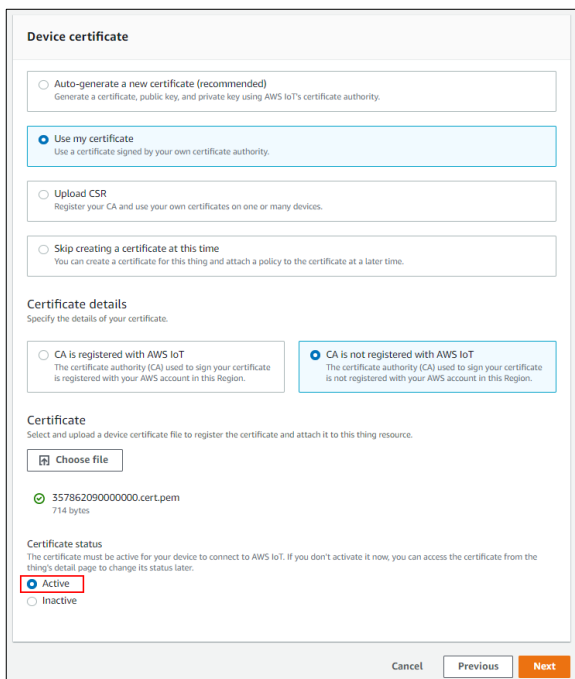 Device certificate
Auto-generate a new certificate (recommended)
Generate a certificate, public key, and private key using AWS IoT's certificate authority.
Use my certificate
Use a certificate signed by your own certificate authority.
Upload CSR
Register your CA and use your own certificates on one or many devices.
Skip creating a certificate at this time
You can create a certificate for this thing and attach a policy to the certificate at a later time.
Certificate details
Specify the details of your certificate.
CA is registered with AWS IoT
The certificate authority (CA) used to sign your certificate
is registered with your AWS account in this Region.
CA is not registered with AWS IoT
The certificate authority (CA) used to sign your certificate
is not registered with your AWS account in this Region.
Certificate
Select and upload a device certificate file to register the certificate and attach it to this thing resource.
Choose file
357862090000000.cert.pem
714 bytes
Certificate status
The certificate must be active for your device to connect to AWS IoT. If you don't activate it now, you can access the certificate from the
thing's detail page to change its status later.
Active
Inactive
Cancel Previous Next